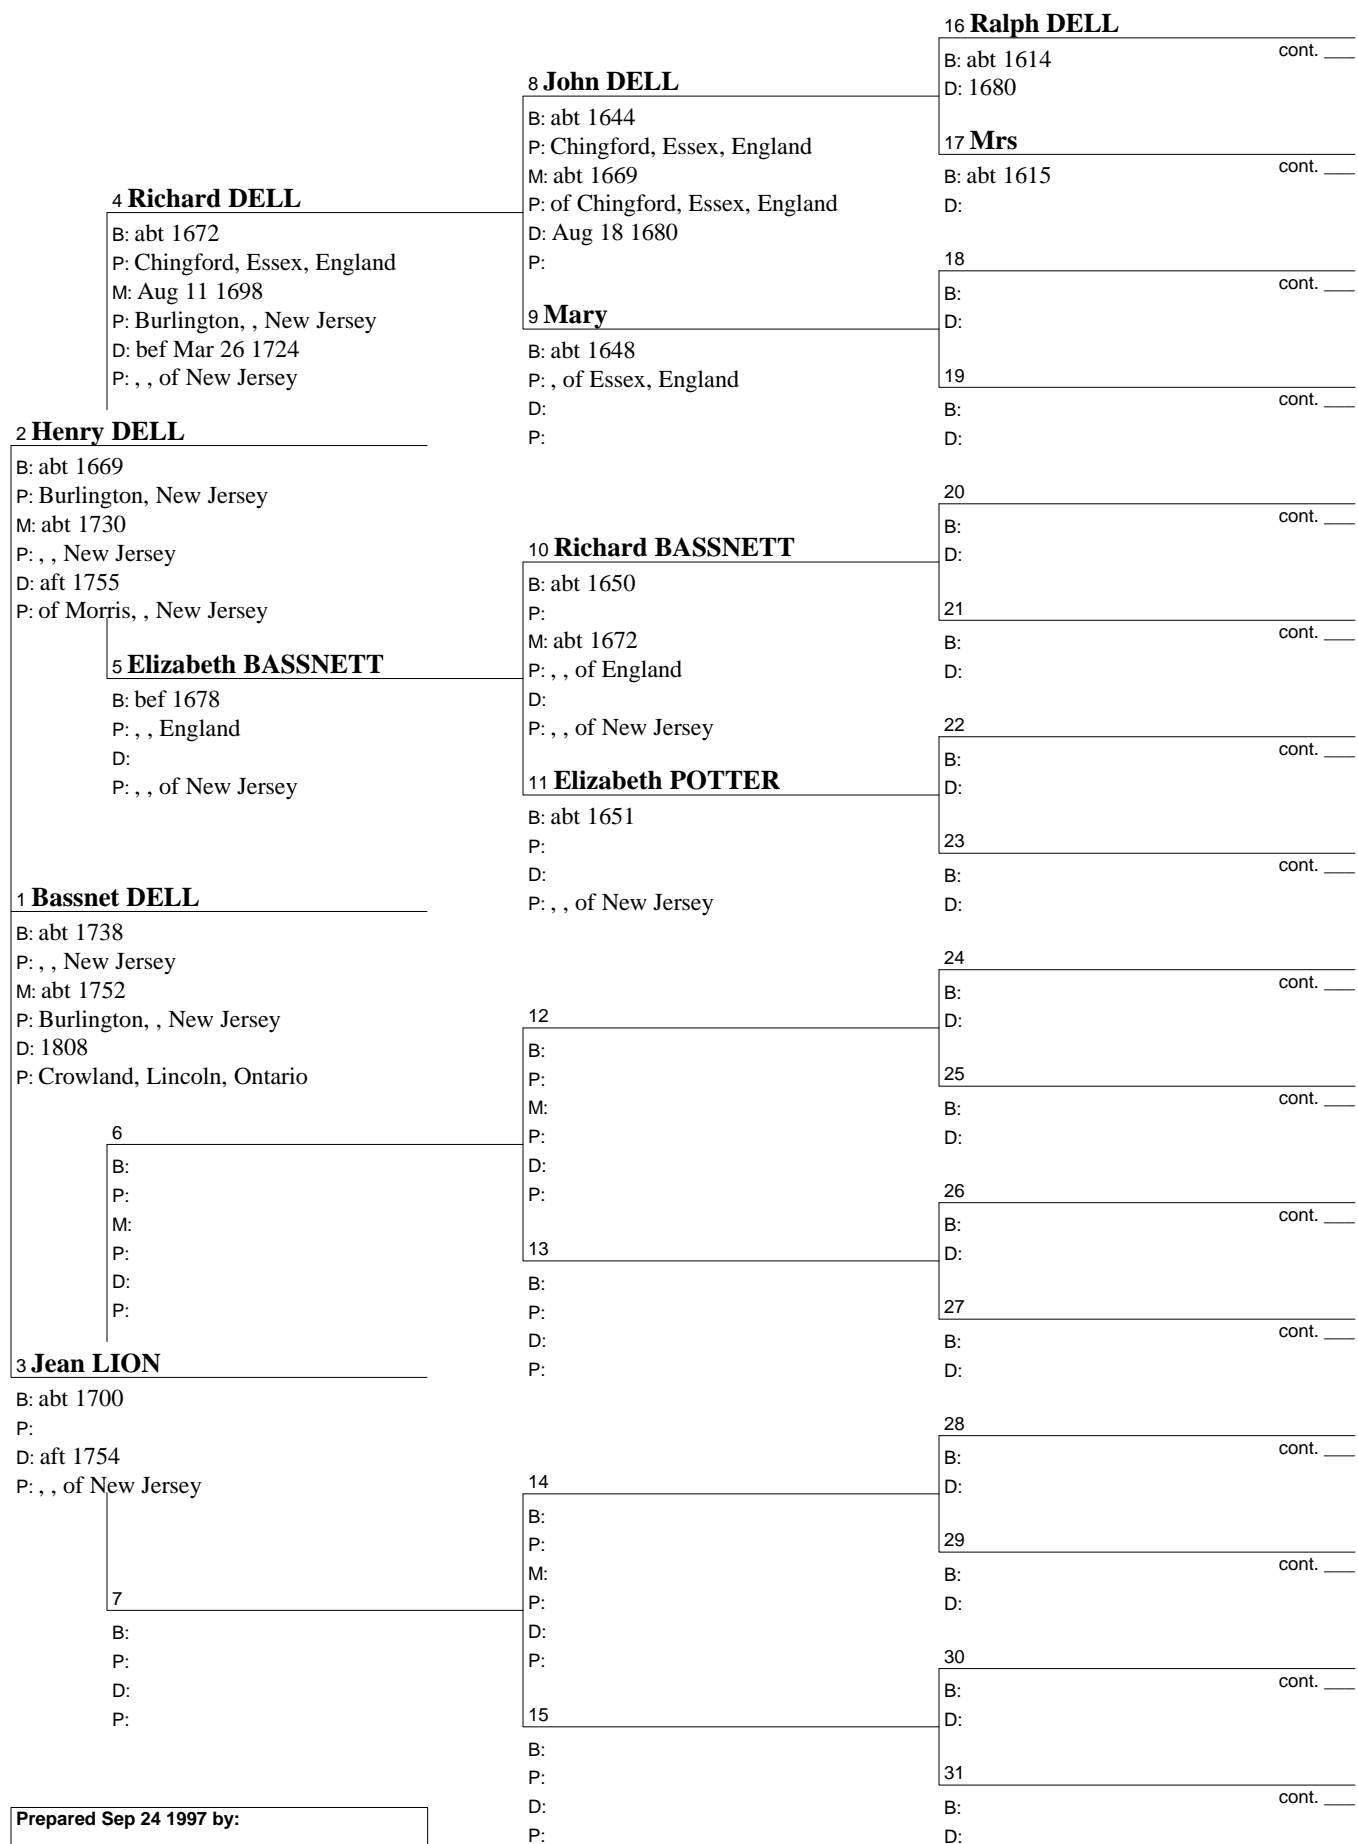 16 Ralph DELL
cont. ___
B: abt 1614
D: 1680
8 John DELL
B: abt 1644
P: Chingford, Essex, England
M: abt 1669
P: of Chingford, Essex, England
D: Aug 18 1680
P:
17 Mrs
cont. ___
B: abt 1615
D:
4 Richard DELL
B: abt 1672
P: Chingford, Essex, England
M: Aug 11 1698
P: Burlington, , New Jersey
D: bef Mar 26 1724
P: , , of New Jersey
18
cont. ___
B:
D:
9 Mary
B: abt 1648
P: , of Essex, England
D:
P:
19
cont. ___
B:
D:
2 Henry DELL
B: abt 1669
P: Burlington, New Jersey
M: abt 1730
P: , , New Jersey
D: aft 1755
P: of Morris, , New Jersey
20
cont. ___
B:
D:
10 Richard BASSNETT
B: abt 1650
P:
M: abt 1672
P: , , of England
D:
P: , , of New Jersey
21
cont. ___
B:
D:
5 Elizabeth BASSNETT
B: bef 1678
P: , , England
D:
P: , , of New Jersey
22
cont. ___
B:
D:
11 Elizabeth POTTER
B: abt 1651
P:
D:
P: , , of New Jersey
23
cont. ___
B:
D:
1 Bassnet DELL
B: abt 1738
P: , , New Jersey
M: abt 1752
P: Burlington, , New Jersey
D: 1808
P: Crowland, Lincoln, Ontario
24
cont. ___
B:
D:
12
B:
P:
M:
P:
D:
P:
25
cont. ___
B:
D:
6
B:
P:
M:
P:
D:
P:
26
cont. ___
B:
D:
13
B:
P:
D:
P:
27
cont. ___
B:
D:
3 Jean LION
B: abt 1700
P:
D: aft 1754
P: , , of New Jersey
28
cont. ___
B:
D:
14
B:
P:
M:
P:
D:
P:
29
cont. ___
B:
D:
7
B:
P:
D:
P:
30
cont. ___
B:
D:
15
B:
P:
D:
P:
31
cont. ___
B:
D:
Prepared Sep 24 1997 by: